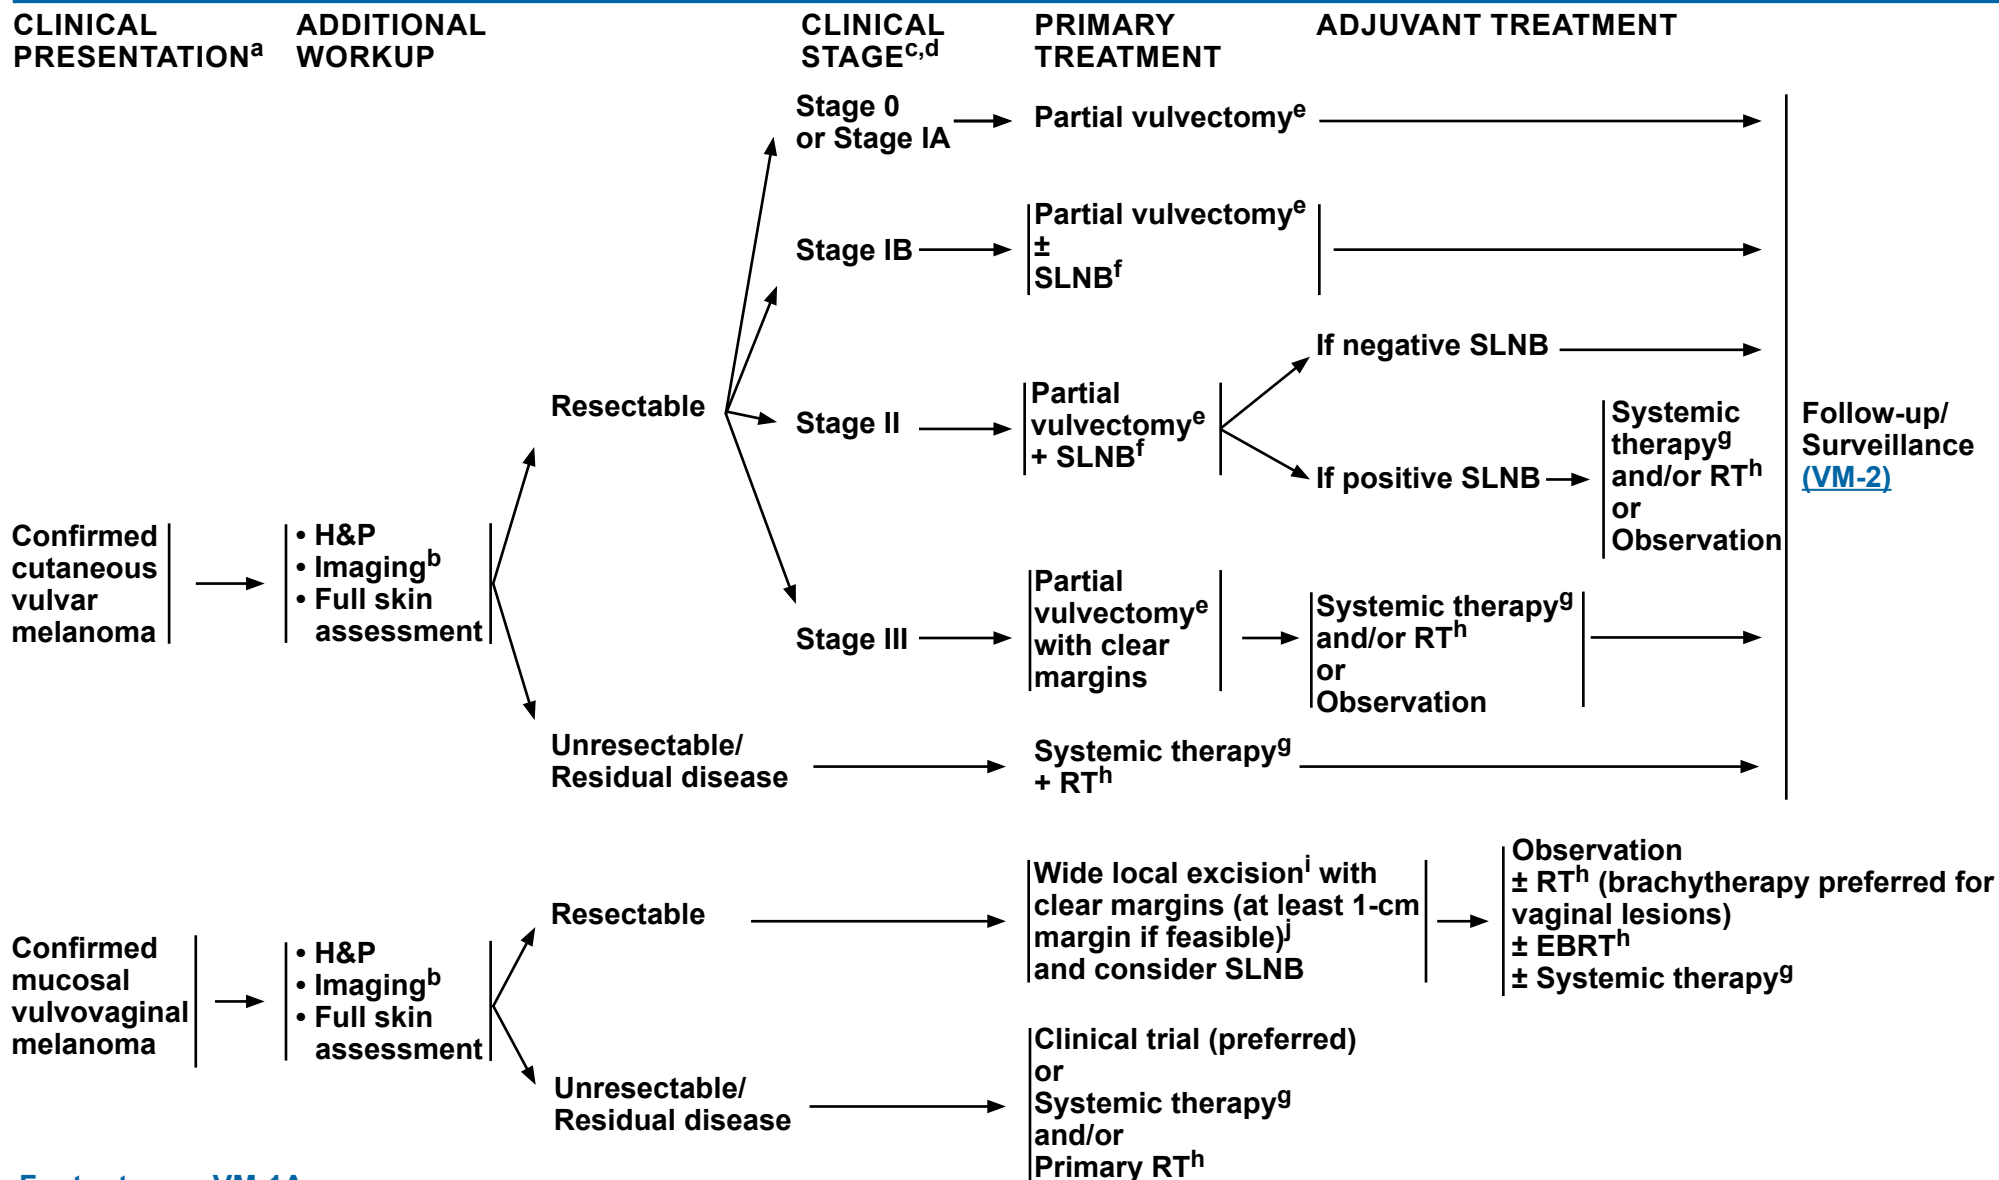 CLINICAL
PRESENTATIONa
ADDITIONAL
WORKUP
CLINICAL
STAGEc,d
PRIMARY
TREATMENT
ADJUVANT TREATMENT
Stage 0
or Stage IA
Partial vulvectomye
Stage IB
Partial vulvectomye
±
SLNBf
Resectable
Stage II
Partial
vulvectomye
+ SLNBf
If negative SLNB
If positive SLNB
Systemic
therapyg
and/or RTh
or
Observation
Follow-up/
Surveillance
(VM-2)
Confirmed
cutaneous
vulvar
melanoma
• H&P
• Imagingb
• Full skin
assessment
Stage III
Partial
vulvectomye
with clear
margins
Systemic therapyg
and/or RTh
or
Observation
Unresectable/
Residual disease
Systemic therapyg
+ RTh
Confirmed
mucosal
vulvovaginal
melanoma
• H&P
• Imagingb
• Full skin
assessment
Resectable
Wide local excisioni with
clear margins (at least 1-cm
margin if feasible)j
and consider SLNB
Observation
± RTh (brachytherapy preferred for
vaginal lesions)
± EBRTh
± Systemic therapyg
Unresectable/
Residual disease
Clinical trial (preferred)
or
Systemic therapyg
and/or
Primary RTh